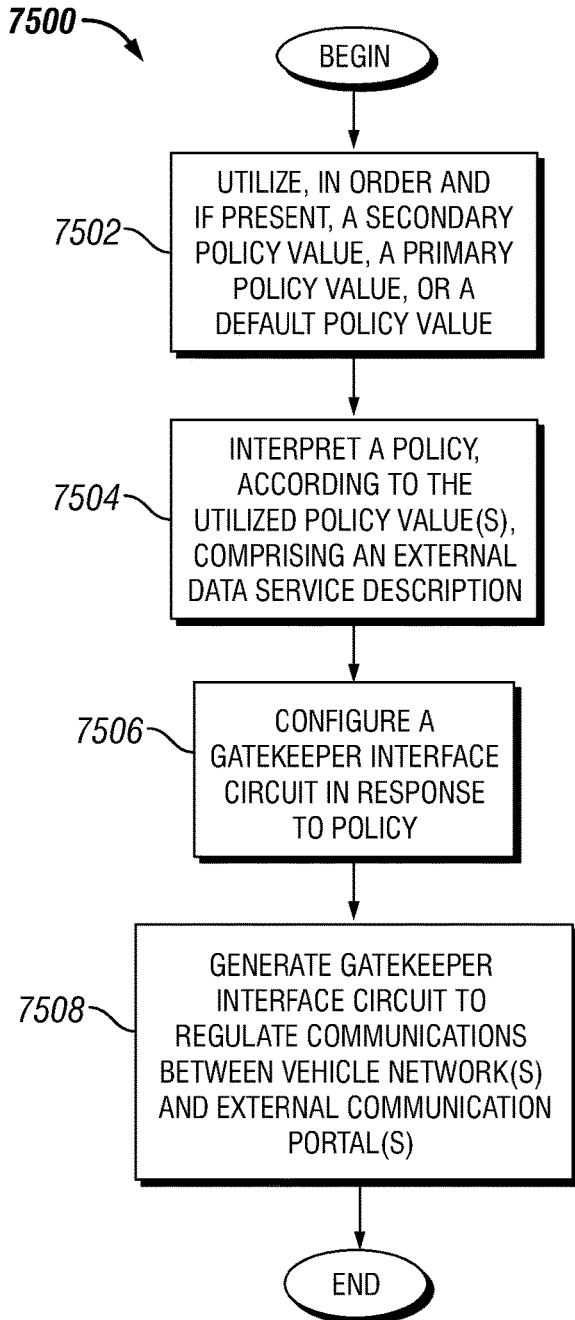 7500
BEGIN
7502
UTILIZE, IN ORDER AND
IF PRESENT, A SECONDARY
POLICY VALUE, A PRIMARY
POLICY VALUE, OR A
DEFAULT POLICY VALUE
7504
INTERPRET A POLICY,
ACCORDING TO THE
UTILIZED POLICY VALUE(S),
COMPRISING AN EXTERNAL
DATA SERVICE DESCRIPTION
7506
CONFIGURE A
GATEKEEPER INTERFACE
CIRCUIT IN RESPONSE
TO POLICY
7508
GENERATE GATEKEEPER
INTERFACE CIRCUIT TO
REGULATE COMMUNICATIONS
BETWEEN VEHICLE NETWORK(S)
AND EXTERNAL COMMUNICATION
PORTAL(S)
END